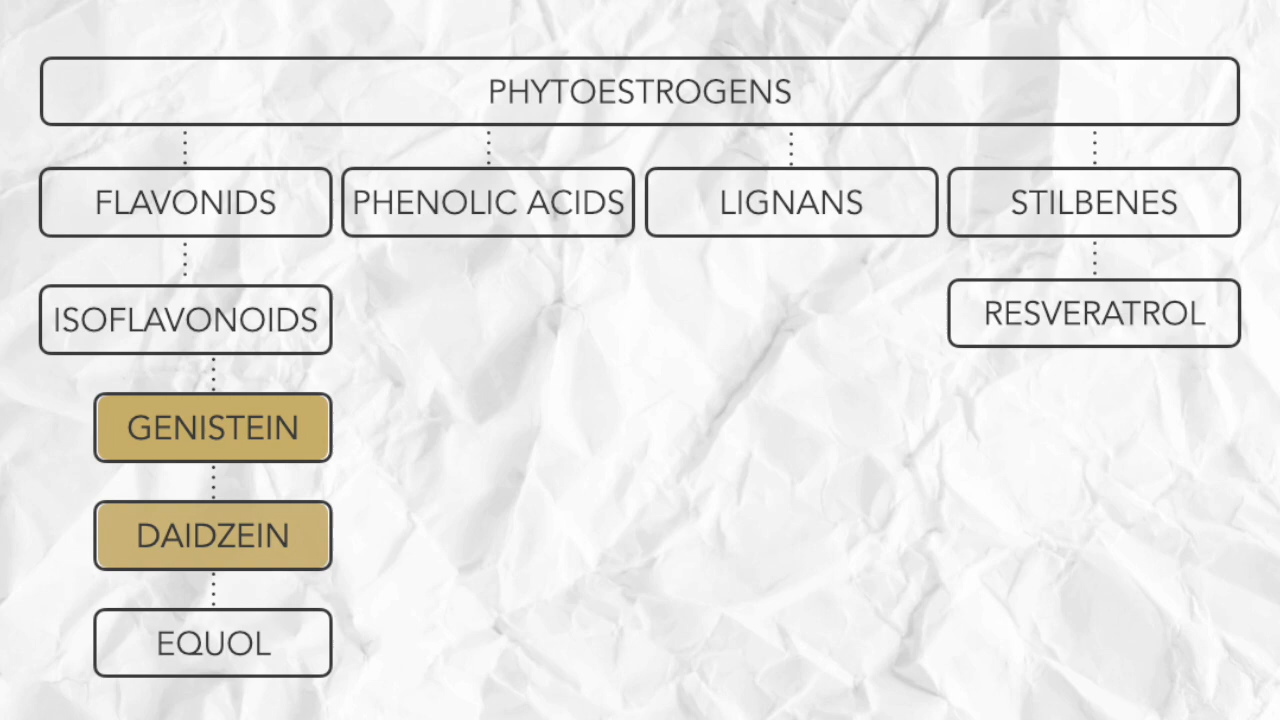 PHYTOESTROGENS
FLAVONIDS
PHENOLIC ACIDS
LIGNANS
STILBENES
ISOFLAVONOIDS
RESVERATROL
GENISTEIN
DAIDZEIN
EQUOL